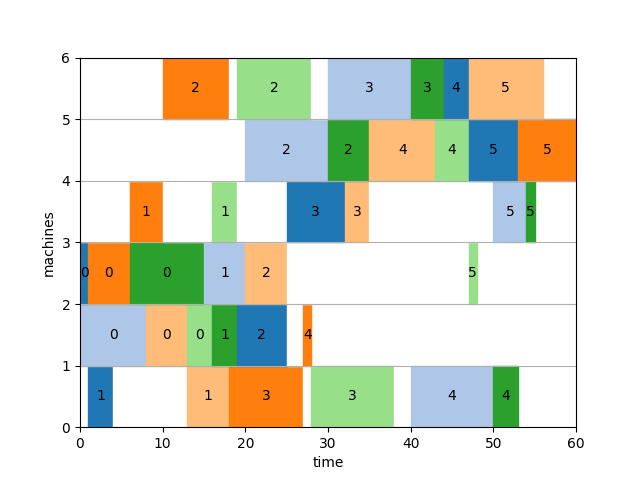 6
2 2 3 3 4 5
5
2 2 4 4 5 5
4
1 1 3 3 5 5
3
0 0 0 1 2 5
2
0 0 0 1 2 4
1
1 1 3 3 4 4
0
0 10 20 30 40 50 60
time
machines